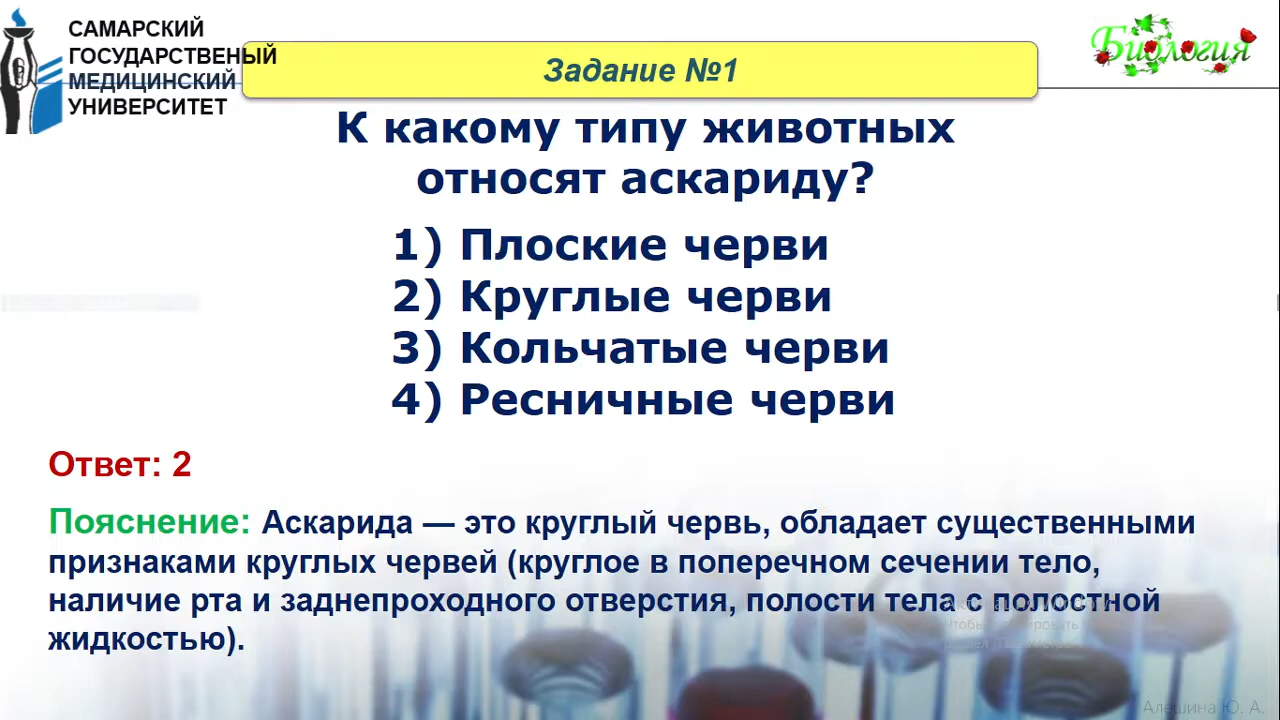 САМАРСКИЙ
ГОСУДАРСТВЕНЫЙ
МЕДИЦИНСКИЙ
УНИВЕРСИТЕТ
Задание №1
Биология
К какому типу животных
относят аскариду?
1) Плоские черви
2) Круглые черви
3) Кольчатые черви
4) Ресничные черви
Ответ: 2
Пояснение: Аскарида — это круглый червь, обладает существенными
признаками круглых червей (круглое в поперечном сечении тело,
наличие рта и заднепроходного отверстия, полости тела с полостной
жидкостью).
Алешина Ю. А.